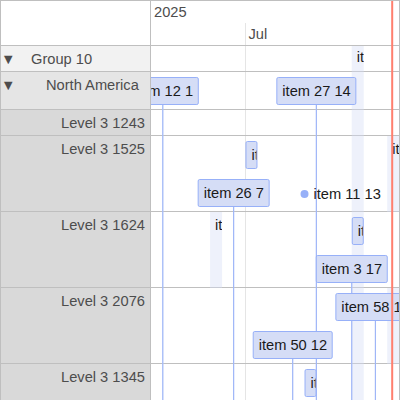 2025
Jul
▼ Group 10
it
▼ North America
m 12 1
item 27 14
Level 3 1243
Level 3 1525
it
it
item 26 7
item 11 13
Level 3 1624
it
it
item 3 17
Level 3 2076
item 58 1
item 50 12
Level 3 1345
it